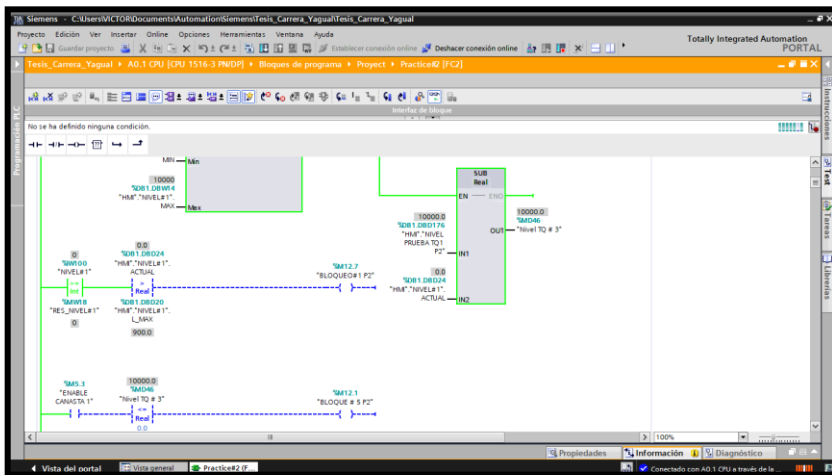 Siemens - C:\Users\VICTOR\Documents\Automation\Siemens\Tesis_Carrera_Yagual\Tesis_Carrera_Yagual
Proyecto Edición Ver Insertar Online Opciones Herramientas Ventana Ayuda
Guardar proyecto Establecer conexión online Deshacer conexión online
Totally Integrated Automation
PORTAL
Tesis_Carrera_Yagual A0.1 CPU [CPU 1516-3 PN/DP] Bloques de programa Proyect Practice#2 [FC2]
Interfaz de bloque
No se ha definido ninguna condición.
Programación PLC
Instrucciones
Test
Tareas
Librerías
MIN Min
10000
%DB1.DBW14
"HMI"."NIVEL#1".
MAX Max
SUB
Real
EN ENO
10000.0
%DB1.DBD176
"HMI"."NIVEL
PRUEBA TQ1
P2" IN1
10000.0
%MD46
OUT "Nivel TQ # 3"
0.0
%DB1.DBD24
"HMI"."NIVEL#1".
ACTUAL IN2
0
%IW100
"NIVEL#1"
Int
%MW18
"RES_NIVEL#1"
0
0.0
%DB1.DBD24
"HMI"."NIVEL#1".
ACTUAL
>
Real
%DB1.DBD20
"HMI"."NIVEL#1".
L_MAX
900.0
%M12.7
"BLOQUEO#1 P2"
%M5.3
"ENABLE
CANASTA 1"
10000.0
%MD46
"Nivel TQ # 3"
<=
Real
0.0
%M12.1
"BLOQUE # 5 P2"
100%
Propiedades Información Diagnóstico
Vista del portal Vista general Practice#2 (F...
Conectado con A0.1 CPU a través de la ...